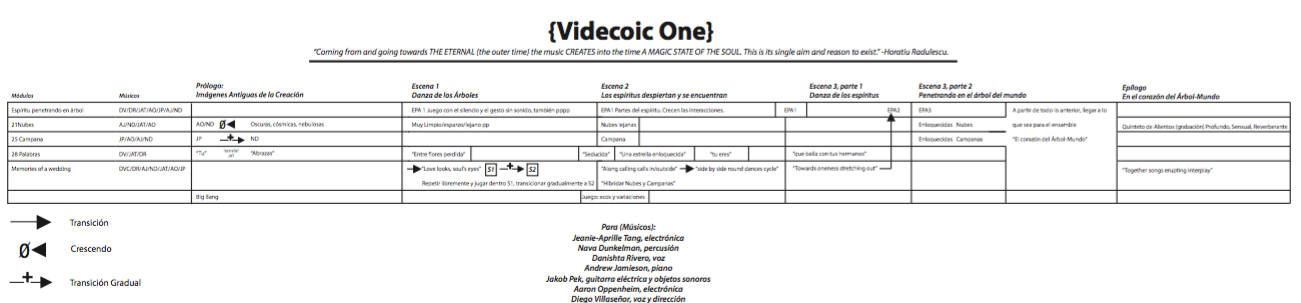 {Videcoic One}
"Coming from and going towards THE ETERNAL (the outer time) the music CREATES into the time A MAGIC STATE OF THE SOUL. This is its single aim and reason to exist." -Horatiu Radulescu.
Módulos
Músicos
Prólogo:
Imágenes Antiguas de la Creación
Escena 1
Danza de los Árboles
Escena 2
Los espíritus despiertan y se encuentran
Escena 3, parte 1
Danza de los espíritus
Escena 3, parte 2
Penetrando en el árbol del mundo
Epílogo
En el corazón del Árbol-Mundo
Espíritu penetrando en árbol
DV/DR/JAT/AO/JP/AJ/ND
EPA 1 Juego con el silencio y el gesto sin sonido, también pppp
EPA1 Partes del espíritu. Crecen las interacciones.
EPA1
EPA2
EPA3
A partir de todo lo anterior, llegar a lo
21Nubes
AJ/ND/JAT/AO
AO/ND
Oscuras, cósmicas, nebulosas
Muy Limpio/esparzo/lejano pp
Nubes lejanas
Enloquecidas Nubes
que sea para el ensamble
Quinteto de Alientos (grabación) Profundo, Sensual, Reverberante
25 Campana
JP/AO/AJ/ND
JP
ND
Campana
Enloquecidas Campanas
"El corazón del Árbol-Mundo"
28 Palabras
DV/JAT/DR
"Tu"
JAT
"Abrazas"
"Entre flores perdida"
"Seducida"
"Una estrella enloquecida"
"tu eres"
"que baila con tus hermanos"
Memories of a wedding
DVC/DR/AJ/ND/JAT/AO/JP
"Love looks, soul's eyes"
S1
S2
"Along calling calls in/outside"
"side by side round dances cycle"
"Towards oneness stretching out"
"Together songs erupting interplay"
Repetir libremente y jugar dentro S1, transicionar gradualmente a S2
"Hibridar Nubes y Campanas"
Big Bang
Juego: ecos y variaciones
Transición
Crescendo
Transición Gradual
Para (Músicos):
Jeanie-Aprille Tang, electrónica
Nava Dunkelman, percusión
Danishta Rivero, voz
Andrew Jamieson, piano
Jakob Pek, guitarra eléctrica y objetos sonoros
Aaron Oppenheim, electrónica
Diego Villaseñor, voz y dirección